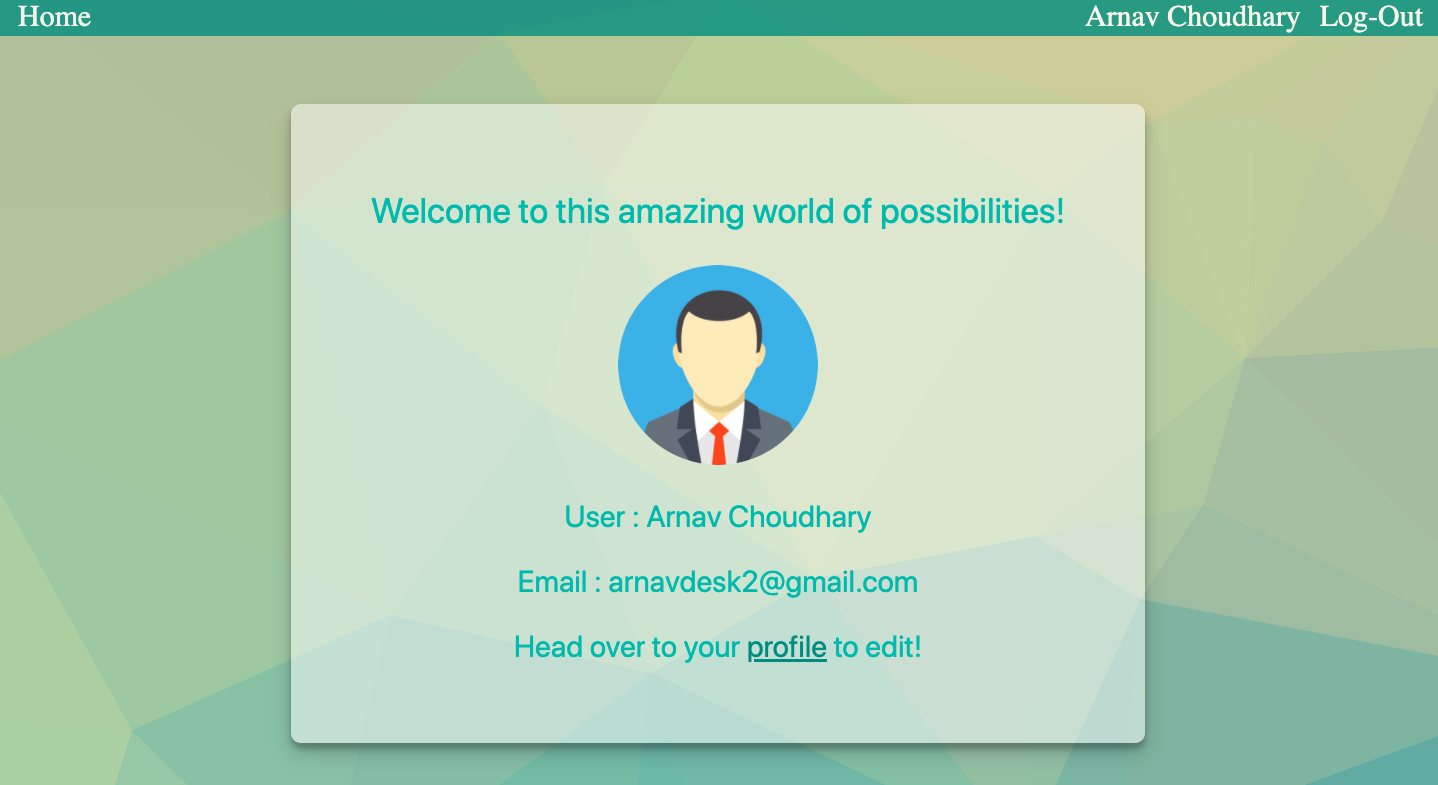 Home Arnav Choudhary Log-Out
Welcome to this amazing world of possibilities!
User : Arnav Choudhary
Email : arnavdesk2@gmail.com
Head over to your profile to edit!